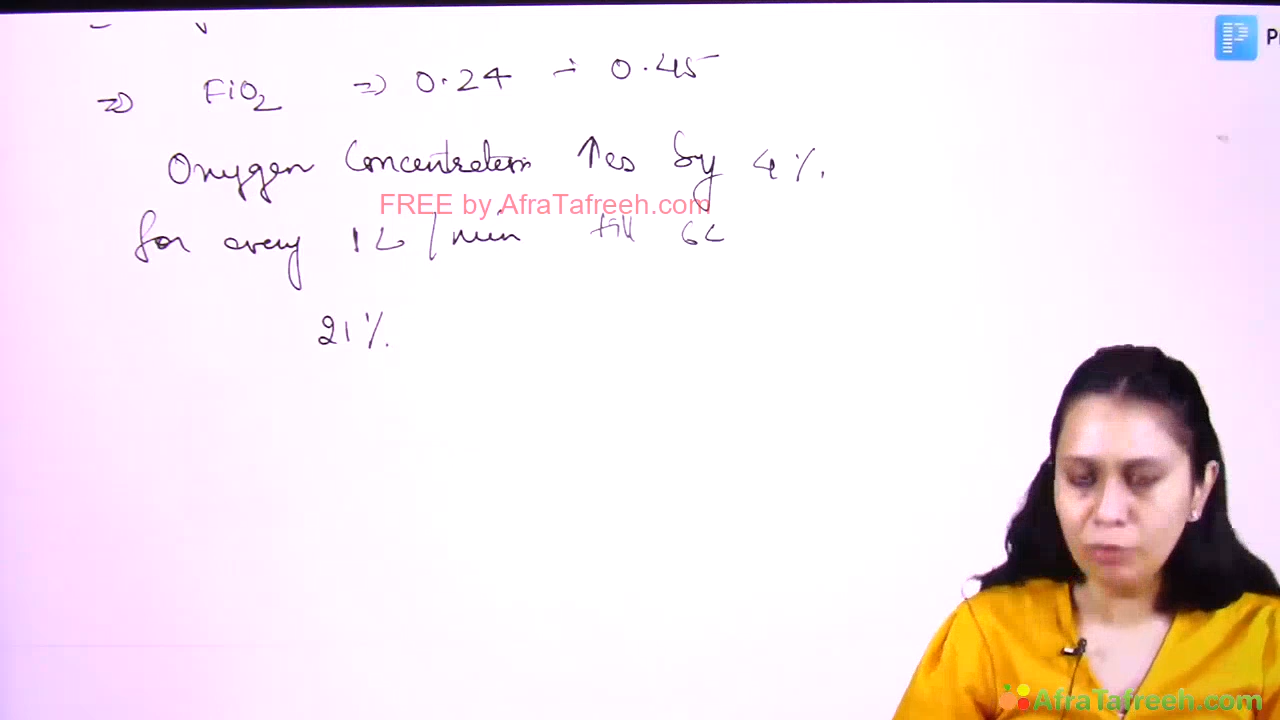 ⇒ FiO2 ⇒ 0.24 - 0.45
P
Oxygen Concentration ↑es by 4%.
FREE by AfraTafreeh.com
for every 1L/min till 6L
21%.
AfraTafreeh.com